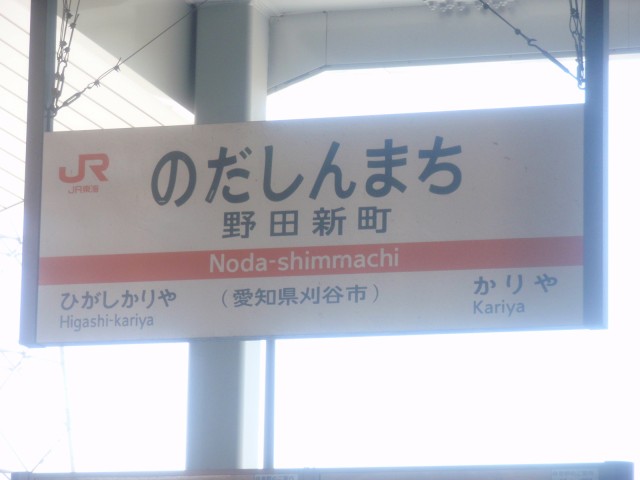 JR
JR東海
のだしんまち
野田新町
Noda-shimmachi
ひがしかりや
Higashi-kariya
（愛知県刈谷市）
かりや
Kariya